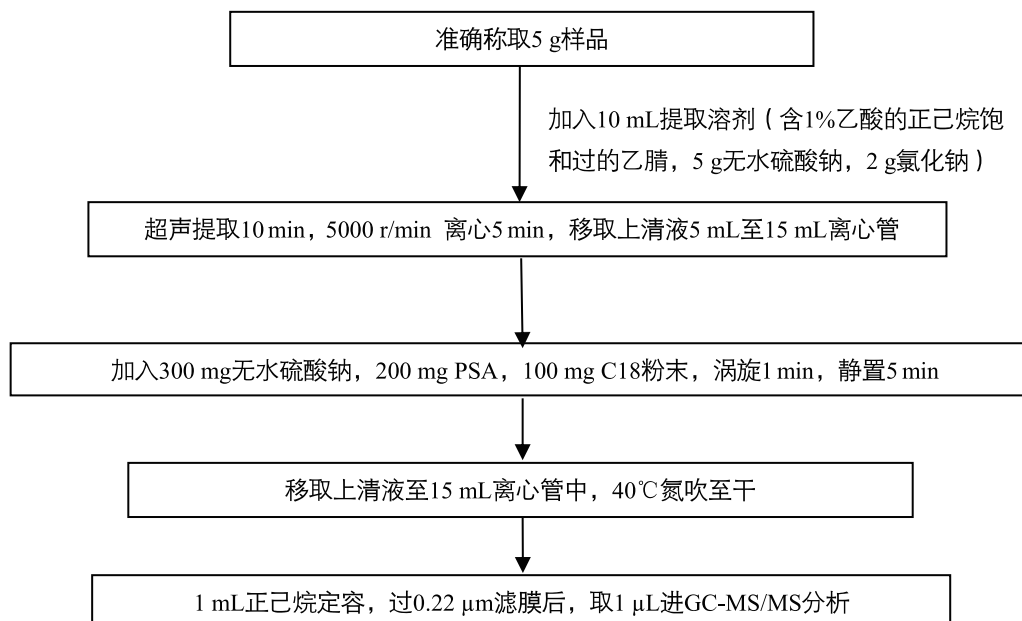 准确称取5 g样品
加入10 mL提取溶剂（含1%乙酸的正己烷饱
和过的乙腈，5 g无水硫酸钠，2 g氯化钠）
超声提取10 min，5000 r/min 离心5 min，移取上清液5 mL至15 mL离心管
加入300 mg无水硫酸钠，200 mg PSA，100 mg C18粉末，涡旋1 min，静置5 min
移取上清液至15 mL离心管中，40℃氮吹至干
1 mL正己烷定容，过0.22 μm滤膜后，取1 μL进GC-MS/MS分析